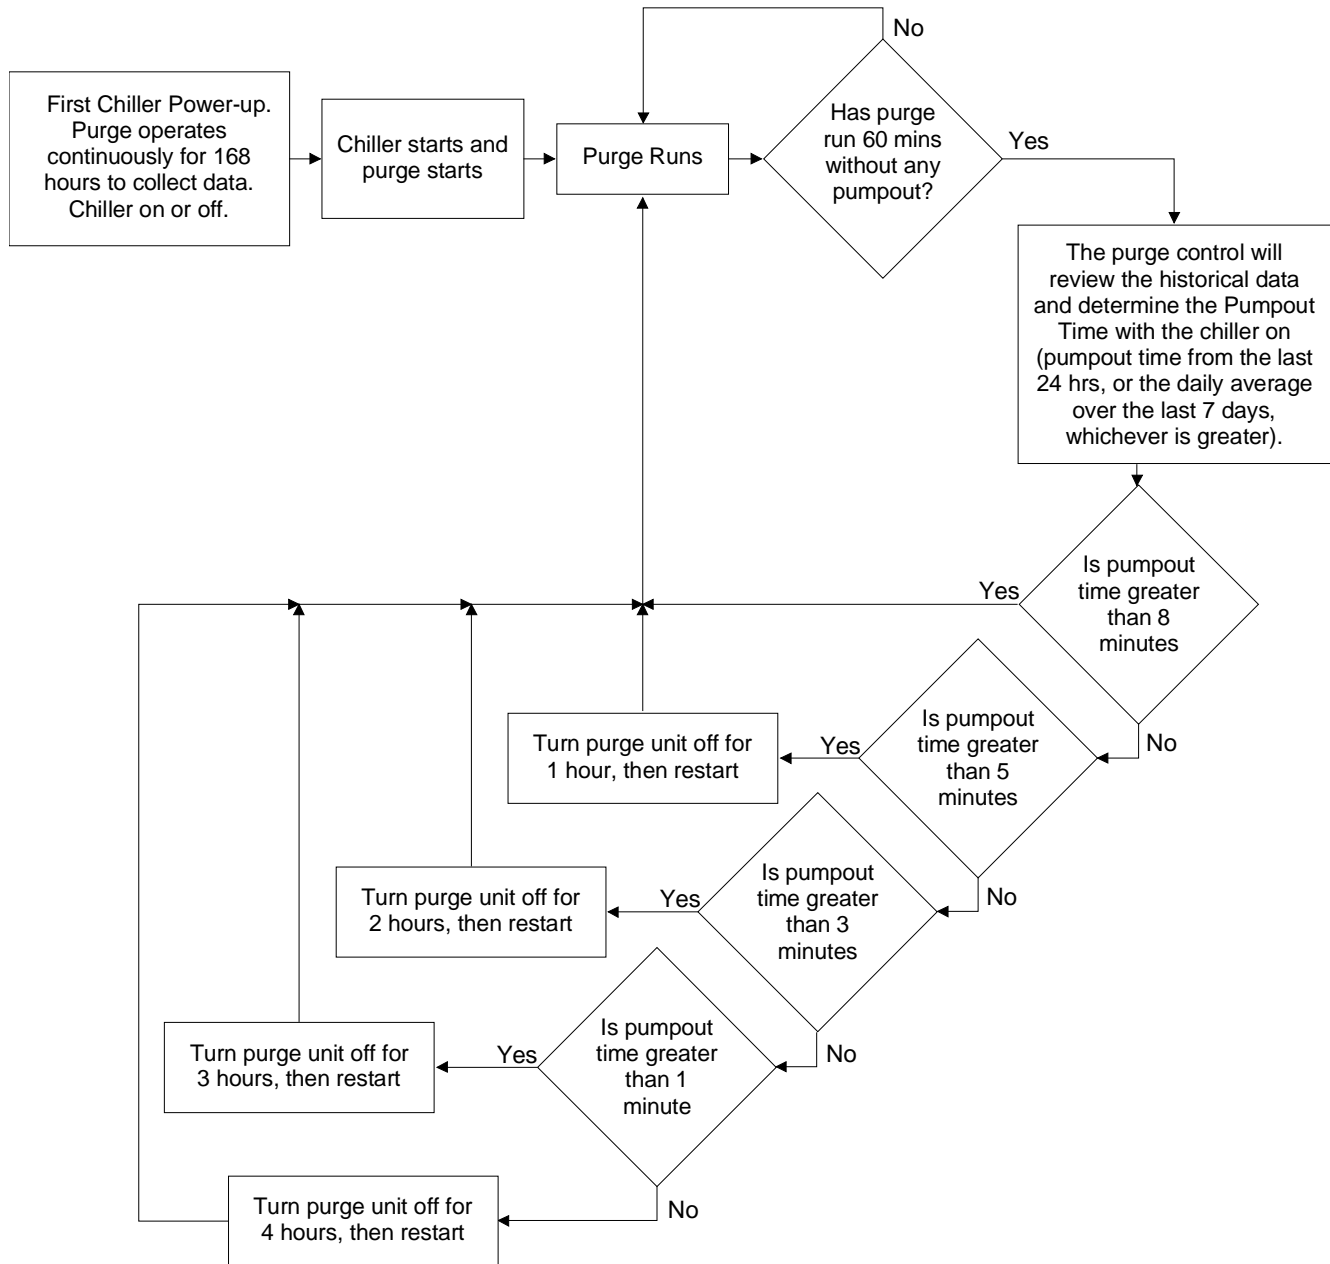 First Chiller Power-up.
Purge operates
continuously for 168
hours to collect data.
Chiller on or off.
Chiller starts and
purge starts
Purge Runs
No
Has purge
run 60 mins
without any
pumpout?
Yes
The purge control will
review the historical data
and determine the Pumpout
Time with the chiller on
(pumpout time from the last
24 hrs, or the daily average
over the last 7 days,
whichever is greater).
Is pumpout
time greater
than 8
minutes
Yes
No
Is pumpout
time greater
than 5
minutes
Yes
Turn purge unit off for
1 hour, then restart
No
Is pumpout
time greater
than 3
minutes
Yes
Turn purge unit off for
2 hours, then restart
No
Is pumpout
time greater
than 1
minute
Yes
Turn purge unit off for
3 hours, then restart
No
Turn purge unit off for
4 hours, then restart